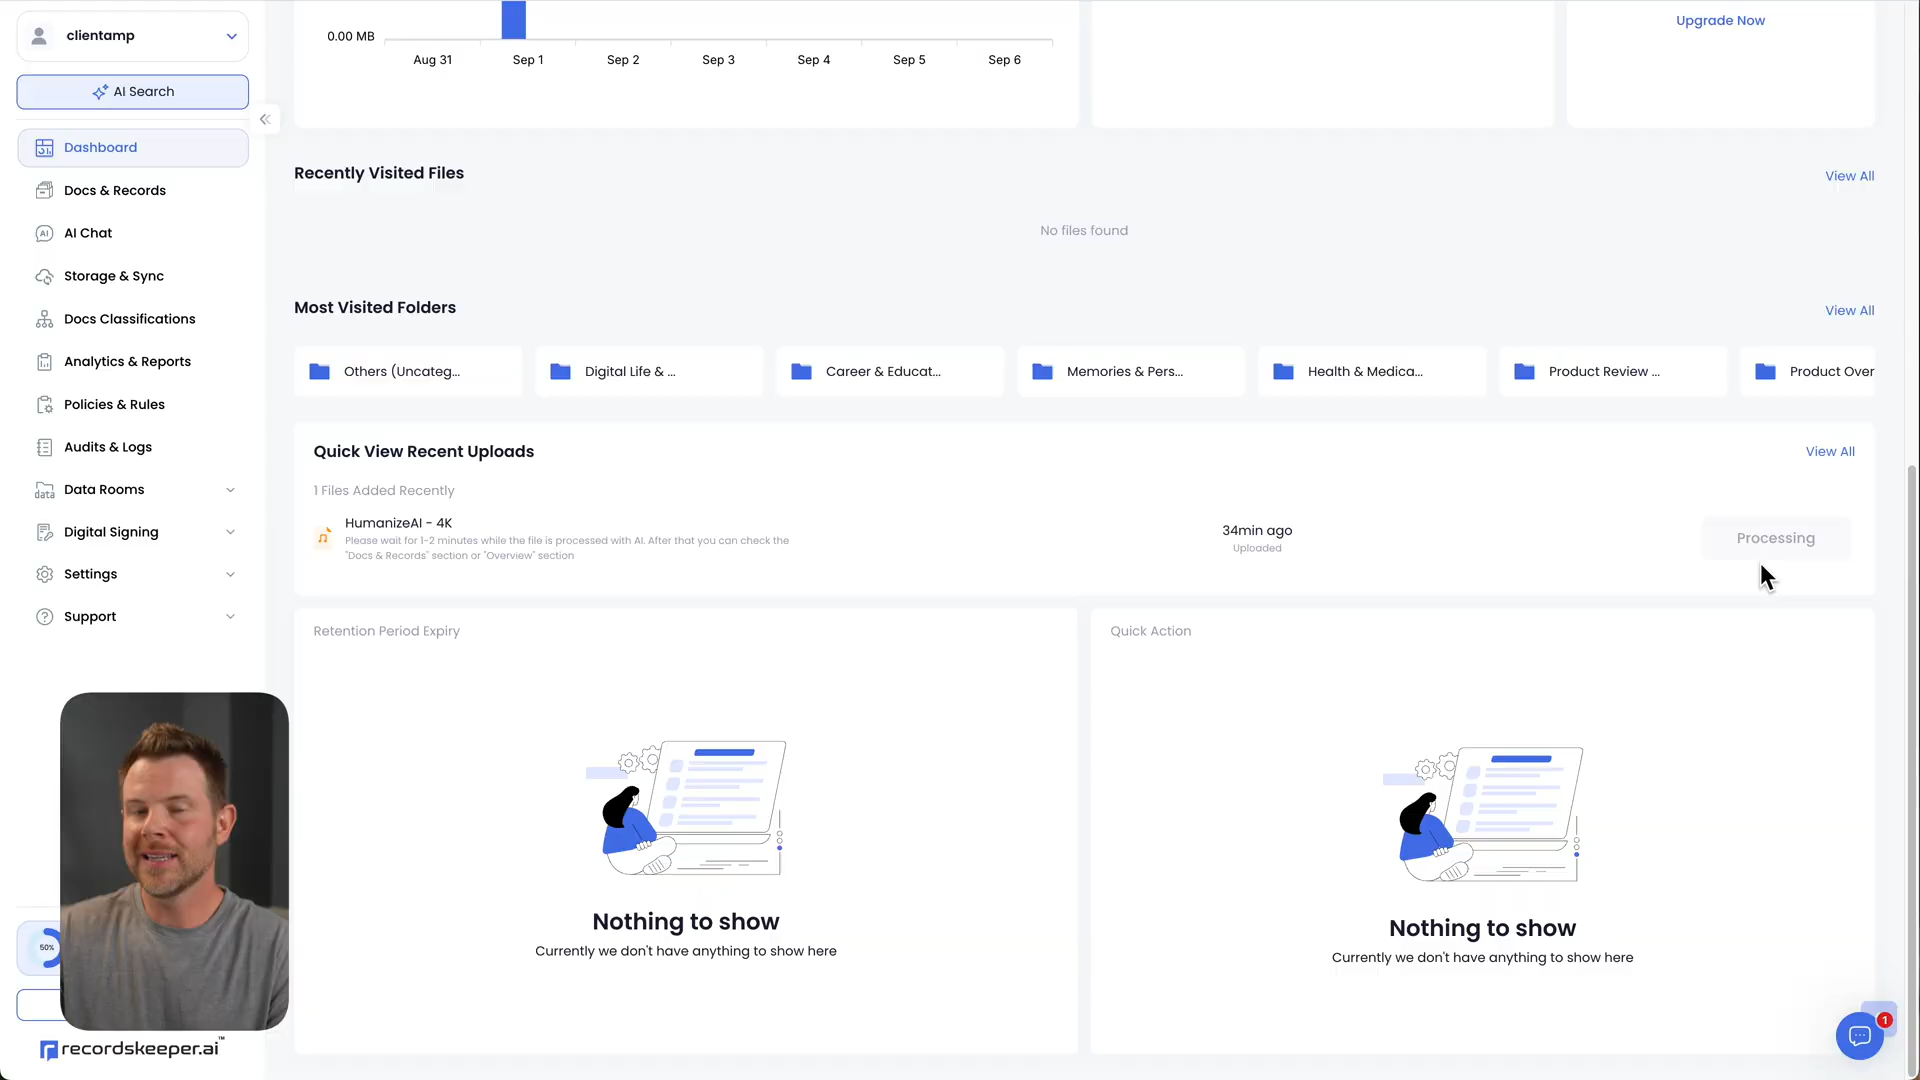 clientamp
AI Search
Dashboard
Docs & Records
AI Chat
Storage & Sync
Docs Classifications
Analytics & Reports
Policies & Rules
Audits & Logs
Data Rooms
Digital Signing
Settings
Support
50%
recordskeeper.ai™
0.00 MB
Aug 31 Sep 1 Sep 2 Sep 3 Sep 4 Sep 5 Sep 6
Upgrade Now
Recently Visited Files
View All
No files found
Most Visited Folders
View All
Others (Uncateg...
Digital Life & ...
Career & Educat...
Memories & Pers...
Health & Medica...
Product Review ...
Product Over
Quick View Recent Uploads
View All
1 Files Added Recently
HumanizeAI - 4K
Please wait for 1-2 minutes while the file is processed with AI. After that you can check the
"Docs & Records" section or "Overview" section
34min ago
Uploaded
Processing
Retention Period Expiry
Nothing to show
Currently we don't have anything to show here
Quick Action
Nothing to show
Currently we don't have anything to show here
1